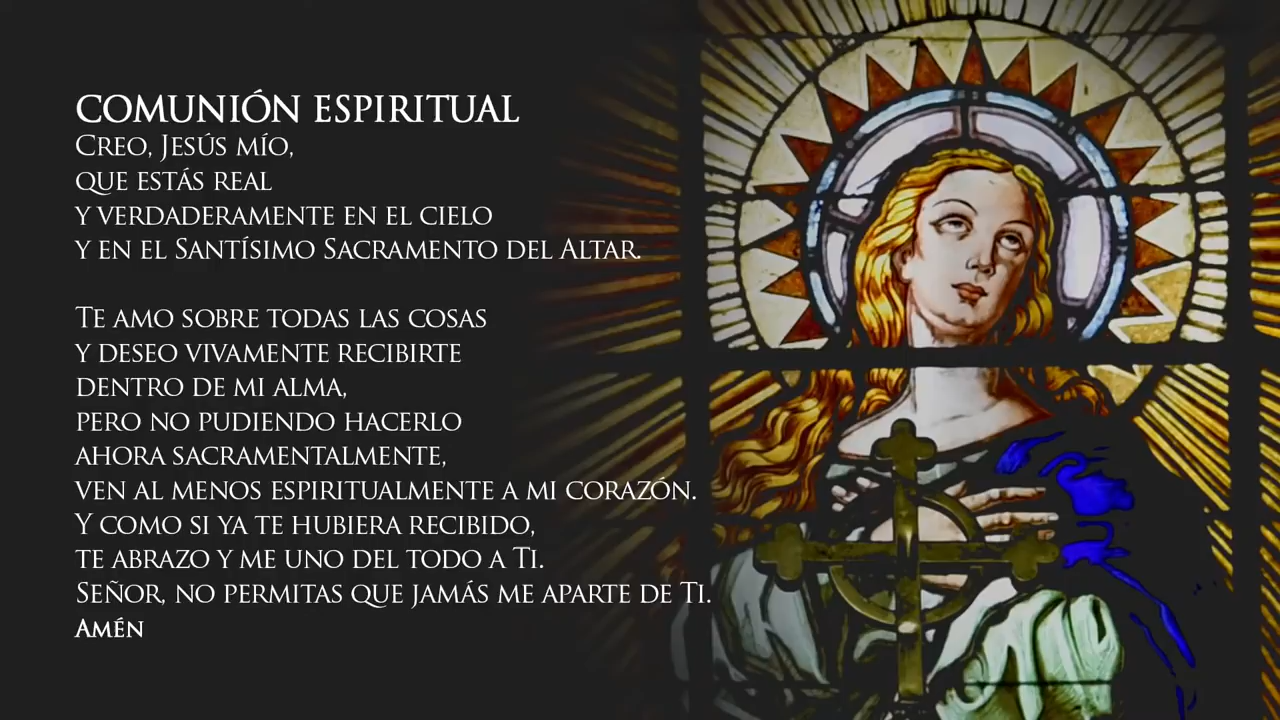 COMUNIÓN ESPIRITUAL
CREO, JESÚS MÍO,
QUE ESTÁS REAL
Y VERDADERAMENTE EN EL CIELO
Y EN EL SANTÍSIMO SACRAMENTO DEL ALTAR.
TE AMO SOBRE TODAS LAS COSAS
Y DESEO VIVAMENTE RECIBIRTE
DENTRO DE MI ALMA,
PERO NO PUDIENDO HACERLO
AHORA SACRAMENTALMENTE,
VEN AL MENOS ESPIRITUALMENTE A MI CORAZÓN.
Y COMO SI YA TE HUBIERA RECIBIDO,
TE ABRAZO Y ME UNO DEL TODO A TI.
SEÑOR, NO PERMITAS QUE JAMÁS ME APARTE DE TI.
AMÉN